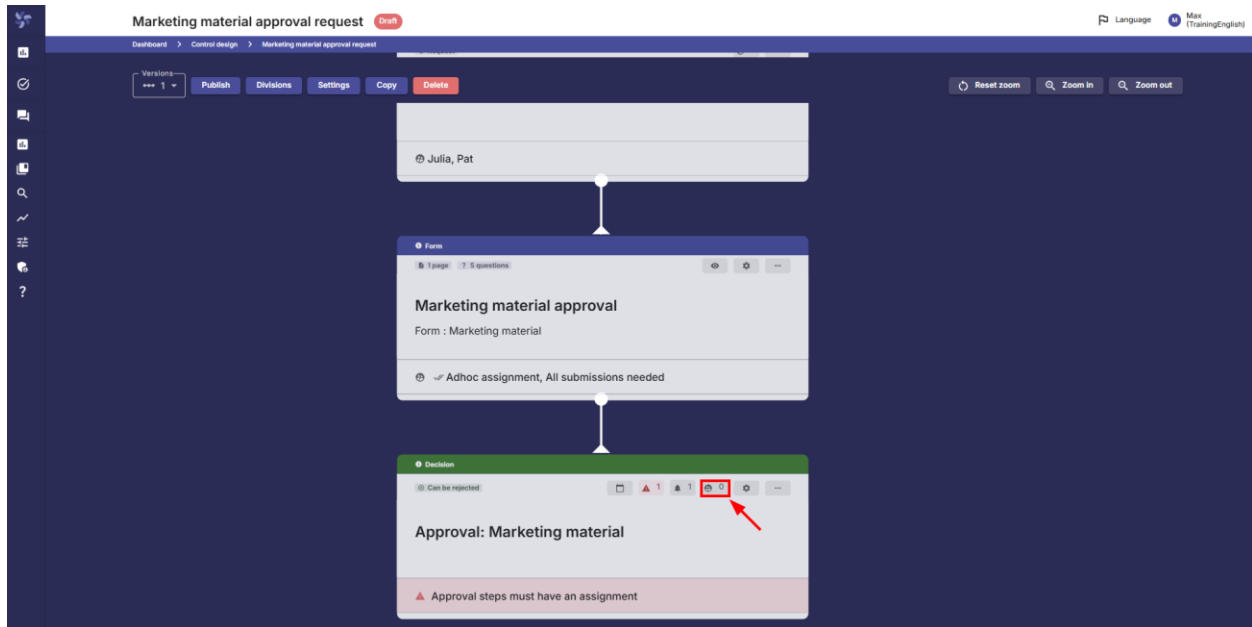 Marketing material approval request Draft
Language
M Max
(TrainingEnglish)
Dashboard > Control design > Marketing material approval request
Versions
1
Publish
Divisions
Settings
Copy
Delete
Reset zoom
Zoom in
Zoom out
Julia, Pat
Form
1 page ? 5 questions
Marketing material approval
Form : Marketing material
Adhoc assignment, All submissions needed
Decision
Can be rejected
1
1
0
Approval: Marketing material
Approval steps must have an assignment
?